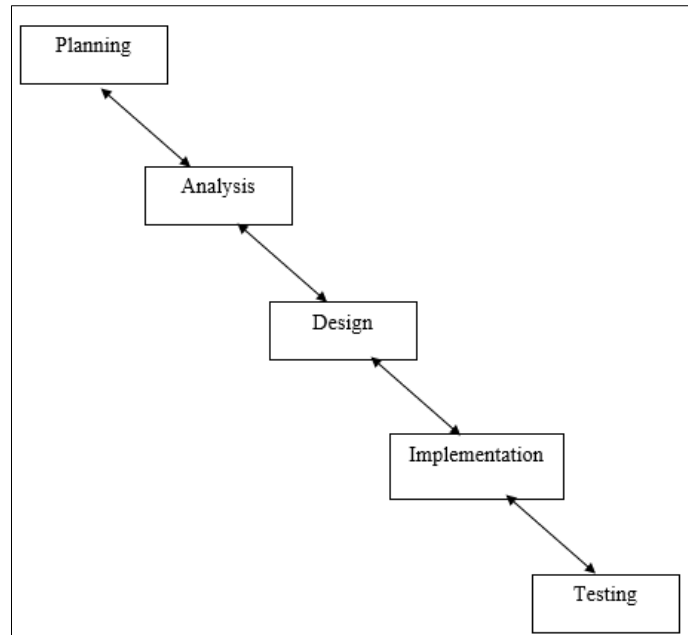 Planning
Analysis
Design
Implementation
Testing